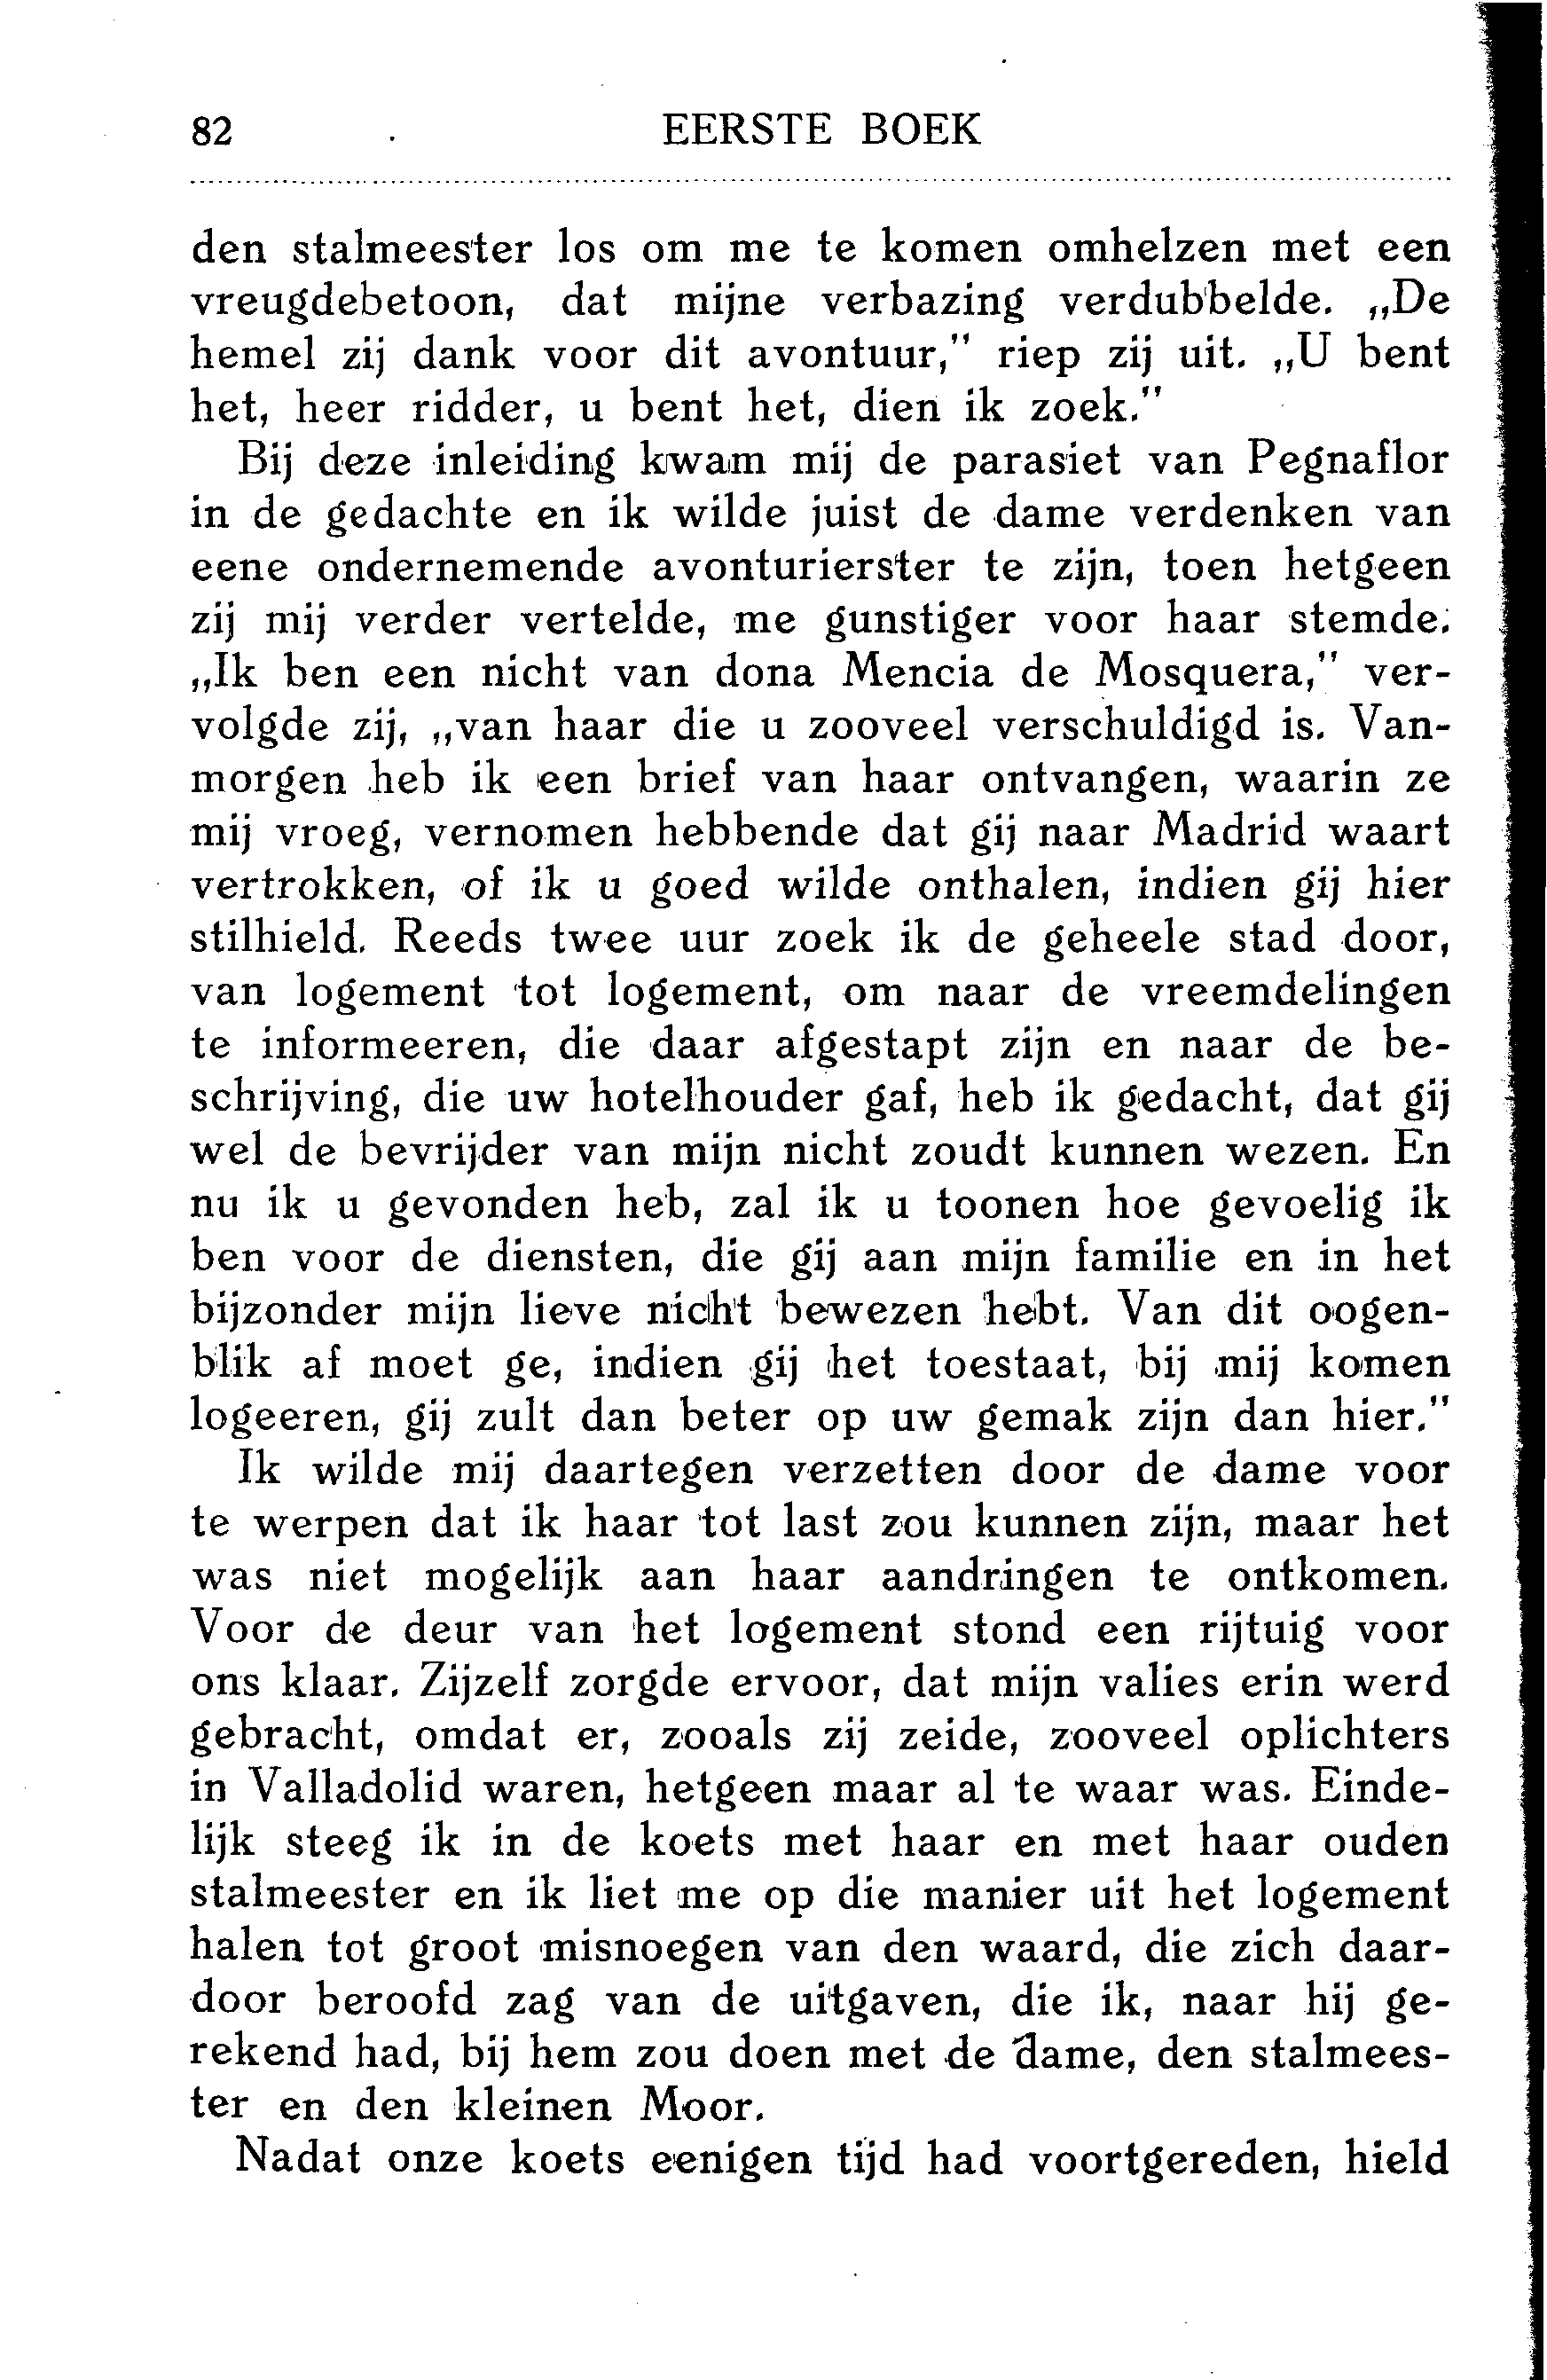 82 EERSTE BOEK
den stalmeester los om me te komen omhelzen met een
vreugdebetoon, dat mijne verbazing verdubbelde. „De
hemel zij dank voor dit avontuur,” riep zij uit. „U bent
het, heer ridder, u bent het, dien ik zoek.”
Bij deze inleiding kwam mij de parasiet van Pegnaflor
in de gedachte en ik wilde juist de dame verdenken van
eene ondernemende avonturierster te zijn, toen hetgeen
zij mij verder vertelde, me gunstiger voor haar stemde.
„Ik ben een nicht van dona Mencia de Mosquera,” ver-
volgde zij, „van haar die u zooveel verschuldigd is. Van-
morgen heb ik een brief van haar ontvangen, waarin ze
mij vroeg, vernomen hebbende dat gij naar Madrid waart
vertrokken, of ik u goed wilde onthalen, indien gij hier
stilhield. Reeds twee uur zoek ik de geheele stad door,
van logement tot logement, om naar de vreemdelingen
te informeeren, die daar afgestapt zijn en naar de be-
schrijving, die uw hotelhouder gaf, heb ik gedacht, dat gij
wel de bevrijder van mijn nicht zoudt kunnen wezen. En
nu ik u gevonden heb, zal ik u toonen hoe gevoelig ik
ben voor de diensten, die gij aan mijn familie en in het
bijzonder mijn lieve nicht bewezen hebt. Van dit oogen-
blik af moet ge, indien gij het toestaat, bij mij komen
logeeren, gij zult dan beter op uw gemak zijn dan hier.”
Ik wilde mij daartegen verzetten door de dame voor
te werpen dat ik haar tot last zou kunnen zijn, maar het
was niet mogelijk aan haar aandringen te ontkomen.
Voor de deur van het logement stond een rijtuig voor
ons klaar. Zijzelf zorgde ervoor, dat mijn valies erin werd
gebracht, omdat er, zooals zij zeide, zooveel oplichters
in Valladolid waren, hetgeen maar al te waar was. Einde-
lijk steeg ik in de koets met haar en met haar ouden
stalmeester en ik liet me op die manier uit het logement
halen tot groot misnoegen van den waard, die zich daar-
door beroofd zag van de uitgaven, die ik, naar hij ge-
rekend had, bij hem zou doen met de dame, den stalmees-
ter en den kleinen Moor.
Nadat onze koets eenigen tijd had voortgereden, hield